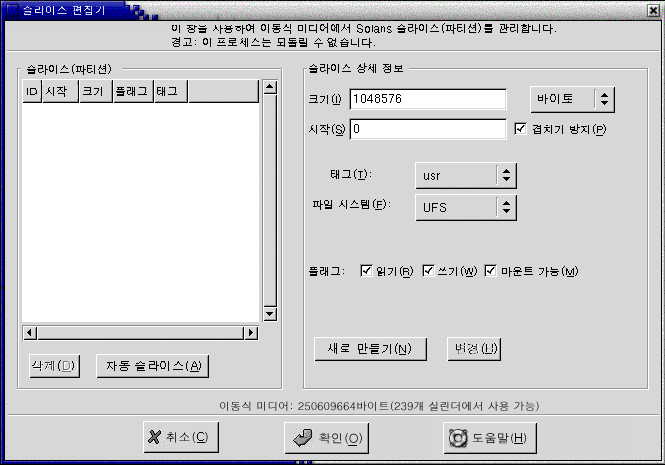 슬라이스 편집기
이 창을 사용하여 이동식 미디어에서 Solaris 슬라이스(파티션)를 관리합니다.
경고: 이 프로세스는 되돌릴 수 없습니다.
슬라이스(파티션)
ID 시작 크기 플래그 태그
삭제(D)
자동 슬라이스(A)
슬라이스 상세 정보
크기(I) 1048576 바이트
시작(S) 0 겹치기 방지(P)
태그(T): usr
파일 시스템(F): UFS
플래그: 읽기(R) 쓰기(W) 마운트 가능(M)
새로 만들기(N)
변경(H)
이동식 미디어: 250609664바이트(239개 실린더에서 사용 가능)
취소(C) 확인(O) 도움말(H)